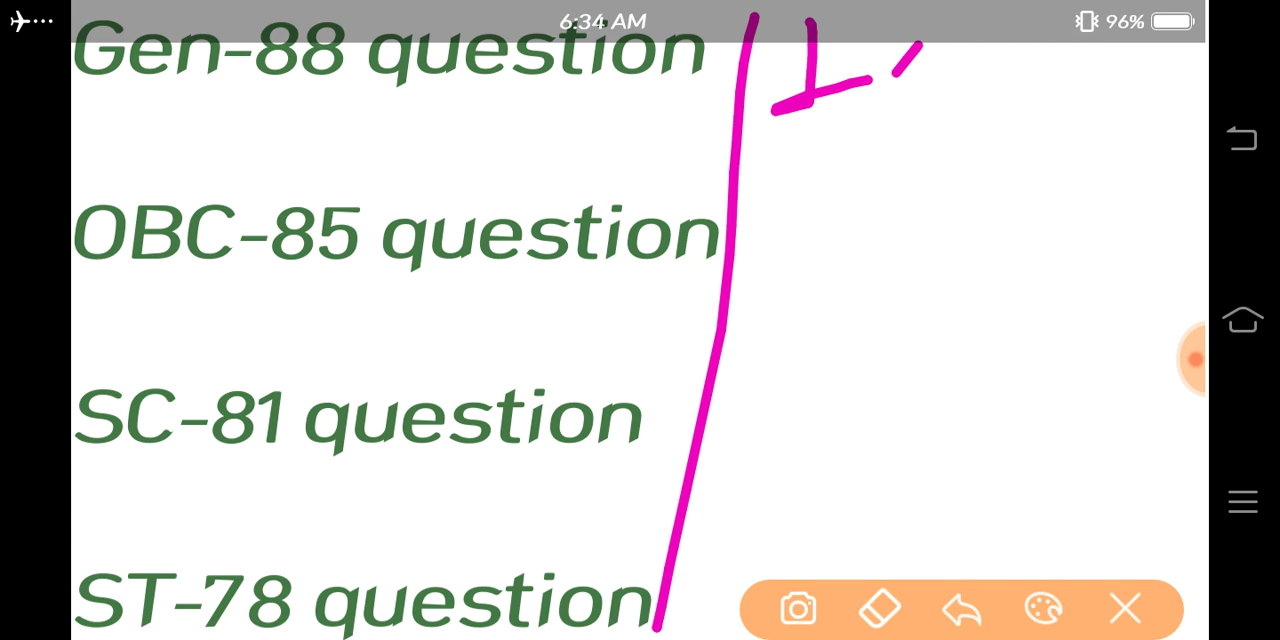 6:34 AM 96%
Gen-88 question
OBC-85 question
SC-81 question
ST-78 question